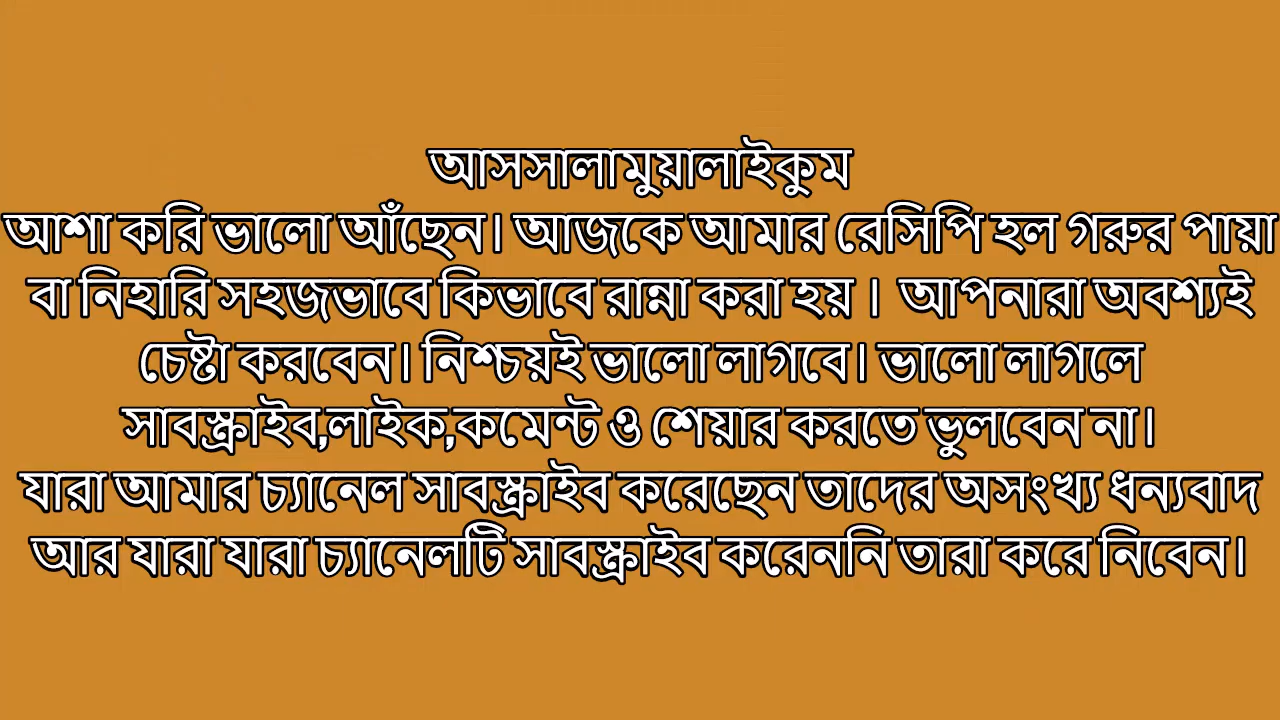 আসসালামুয়ালাইকুম
আশা করি ভালো আঁছেন। আজকে আমার রেসিপি হল গরুর পায়া
বা নিহারি সহজভাবে কিভাবে রান্না করা হয় । আপনারা অবশ্যই
চেষ্টা করবেন। নিশ্চয়ই ভালো লাগবে। ভালো লাগলে
সাবস্ক্রাইব,লাইক,কমেন্ট ও শেয়ার করতে ভুলবেন না।
যারা আমার চ্যানেল সাবস্ক্রাইব করেছেন তাদের অসংখ্য ধন্যবাদ
আর যারা যারা চ্যানেলটি সাবস্ক্রাইব করেননি তারা করে নিবেন।